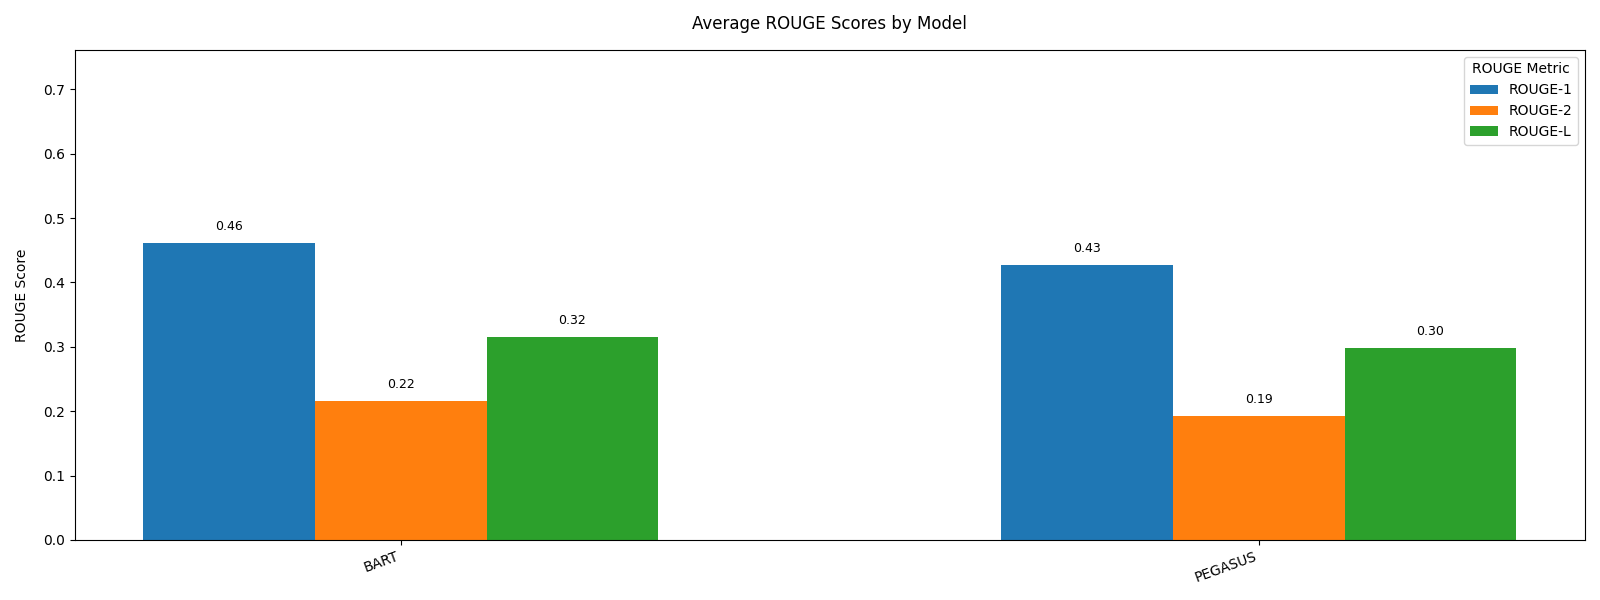 Average ROUGE Scores by Model
ROUGE Score
0.7
0.6
0.5
0.4
0.3
0.2
0.1
0.0
0.46
0.22
0.32
0.43
0.19
0.30
BART
PEGASUS
ROUGE Metric
ROUGE-1
ROUGE-2
ROUGE-L